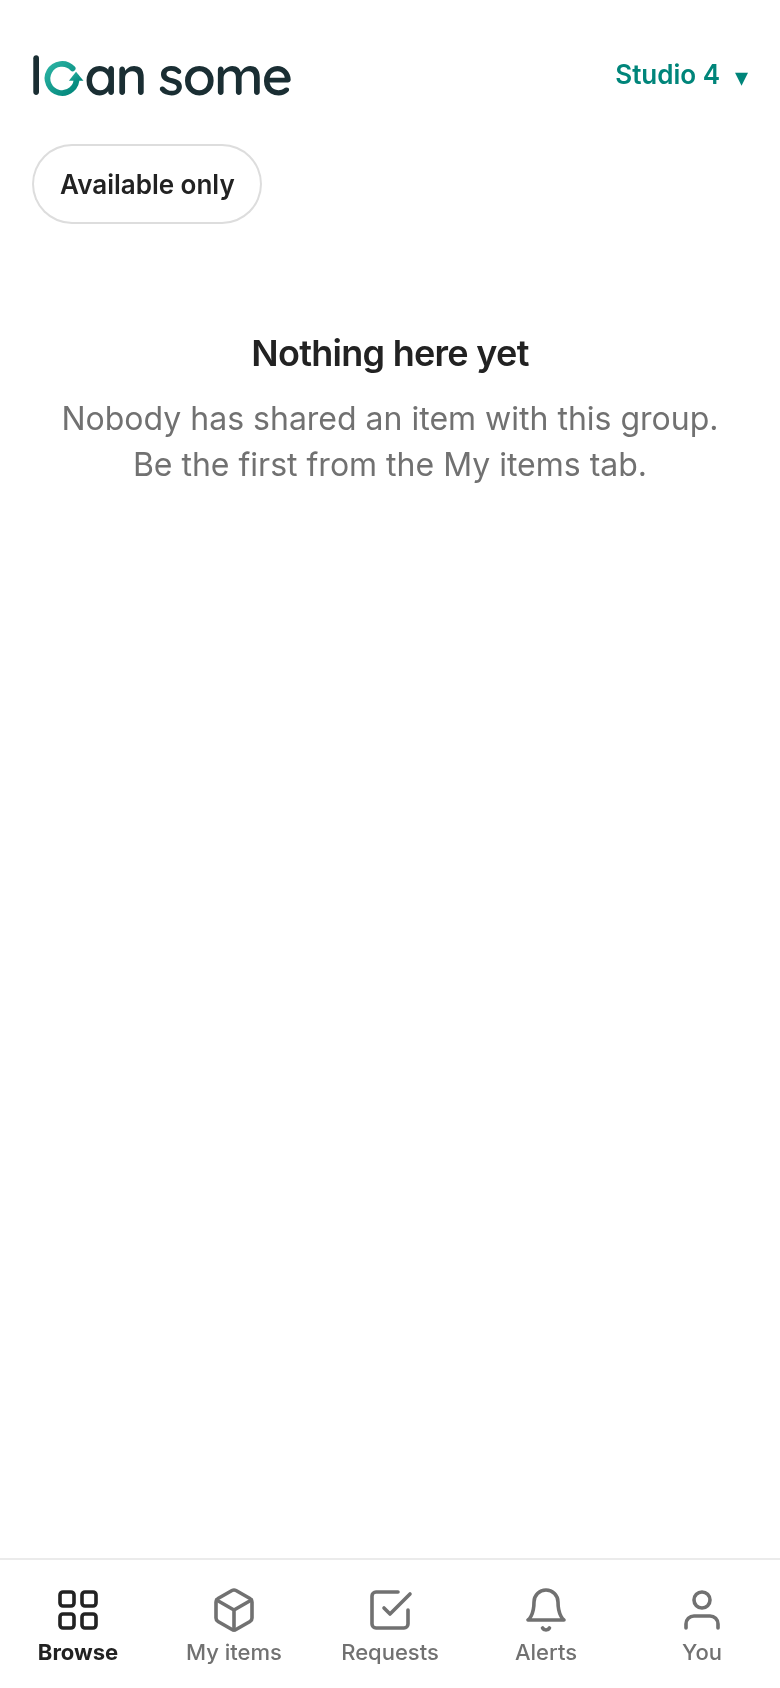 loan some
Studio 4 ▾
Available only
Nothing here yet
Nobody has shared an item with this group.
Be the first from the My items tab.
Browse
My items
Requests
Alerts
You